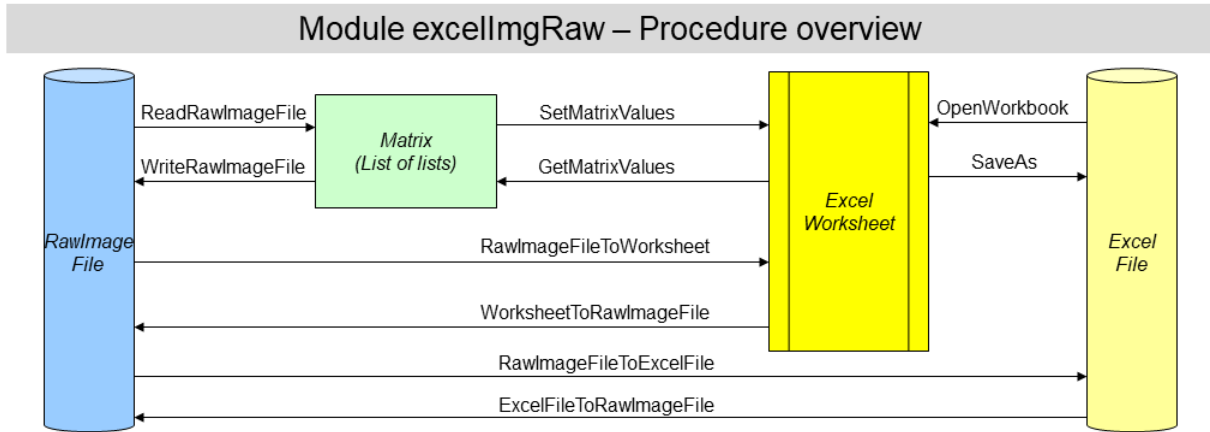 Module excelImgRaw – Procedure overview
ReadRawImageFile
SetMatrixValues
OpenWorkbook
Matrix
(List of lists)
WriteRawImageFile
GetMatrixValues
SaveAs
Excel
Worksheet
RawImage
File
RawImageFileToWorksheet
Excel
File
WorksheetToRawImageFile
RawImageFileToExcelFile
ExcelFileToRawImageFile